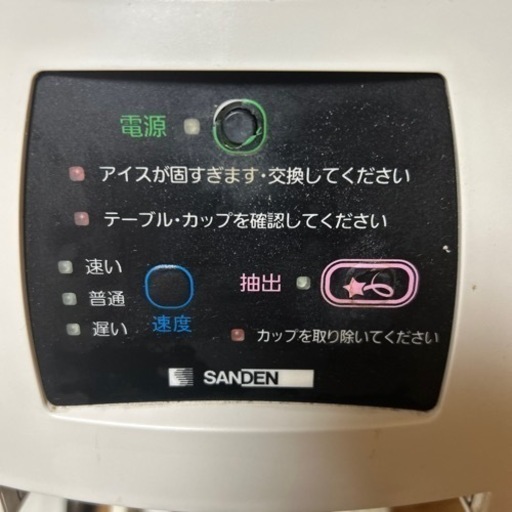 電源
アイスが固すぎます・交換してください
テーブル・カップを確認してください
速い
普通
遅い
速度
抽出
カップを取り除いてください
SANDEN